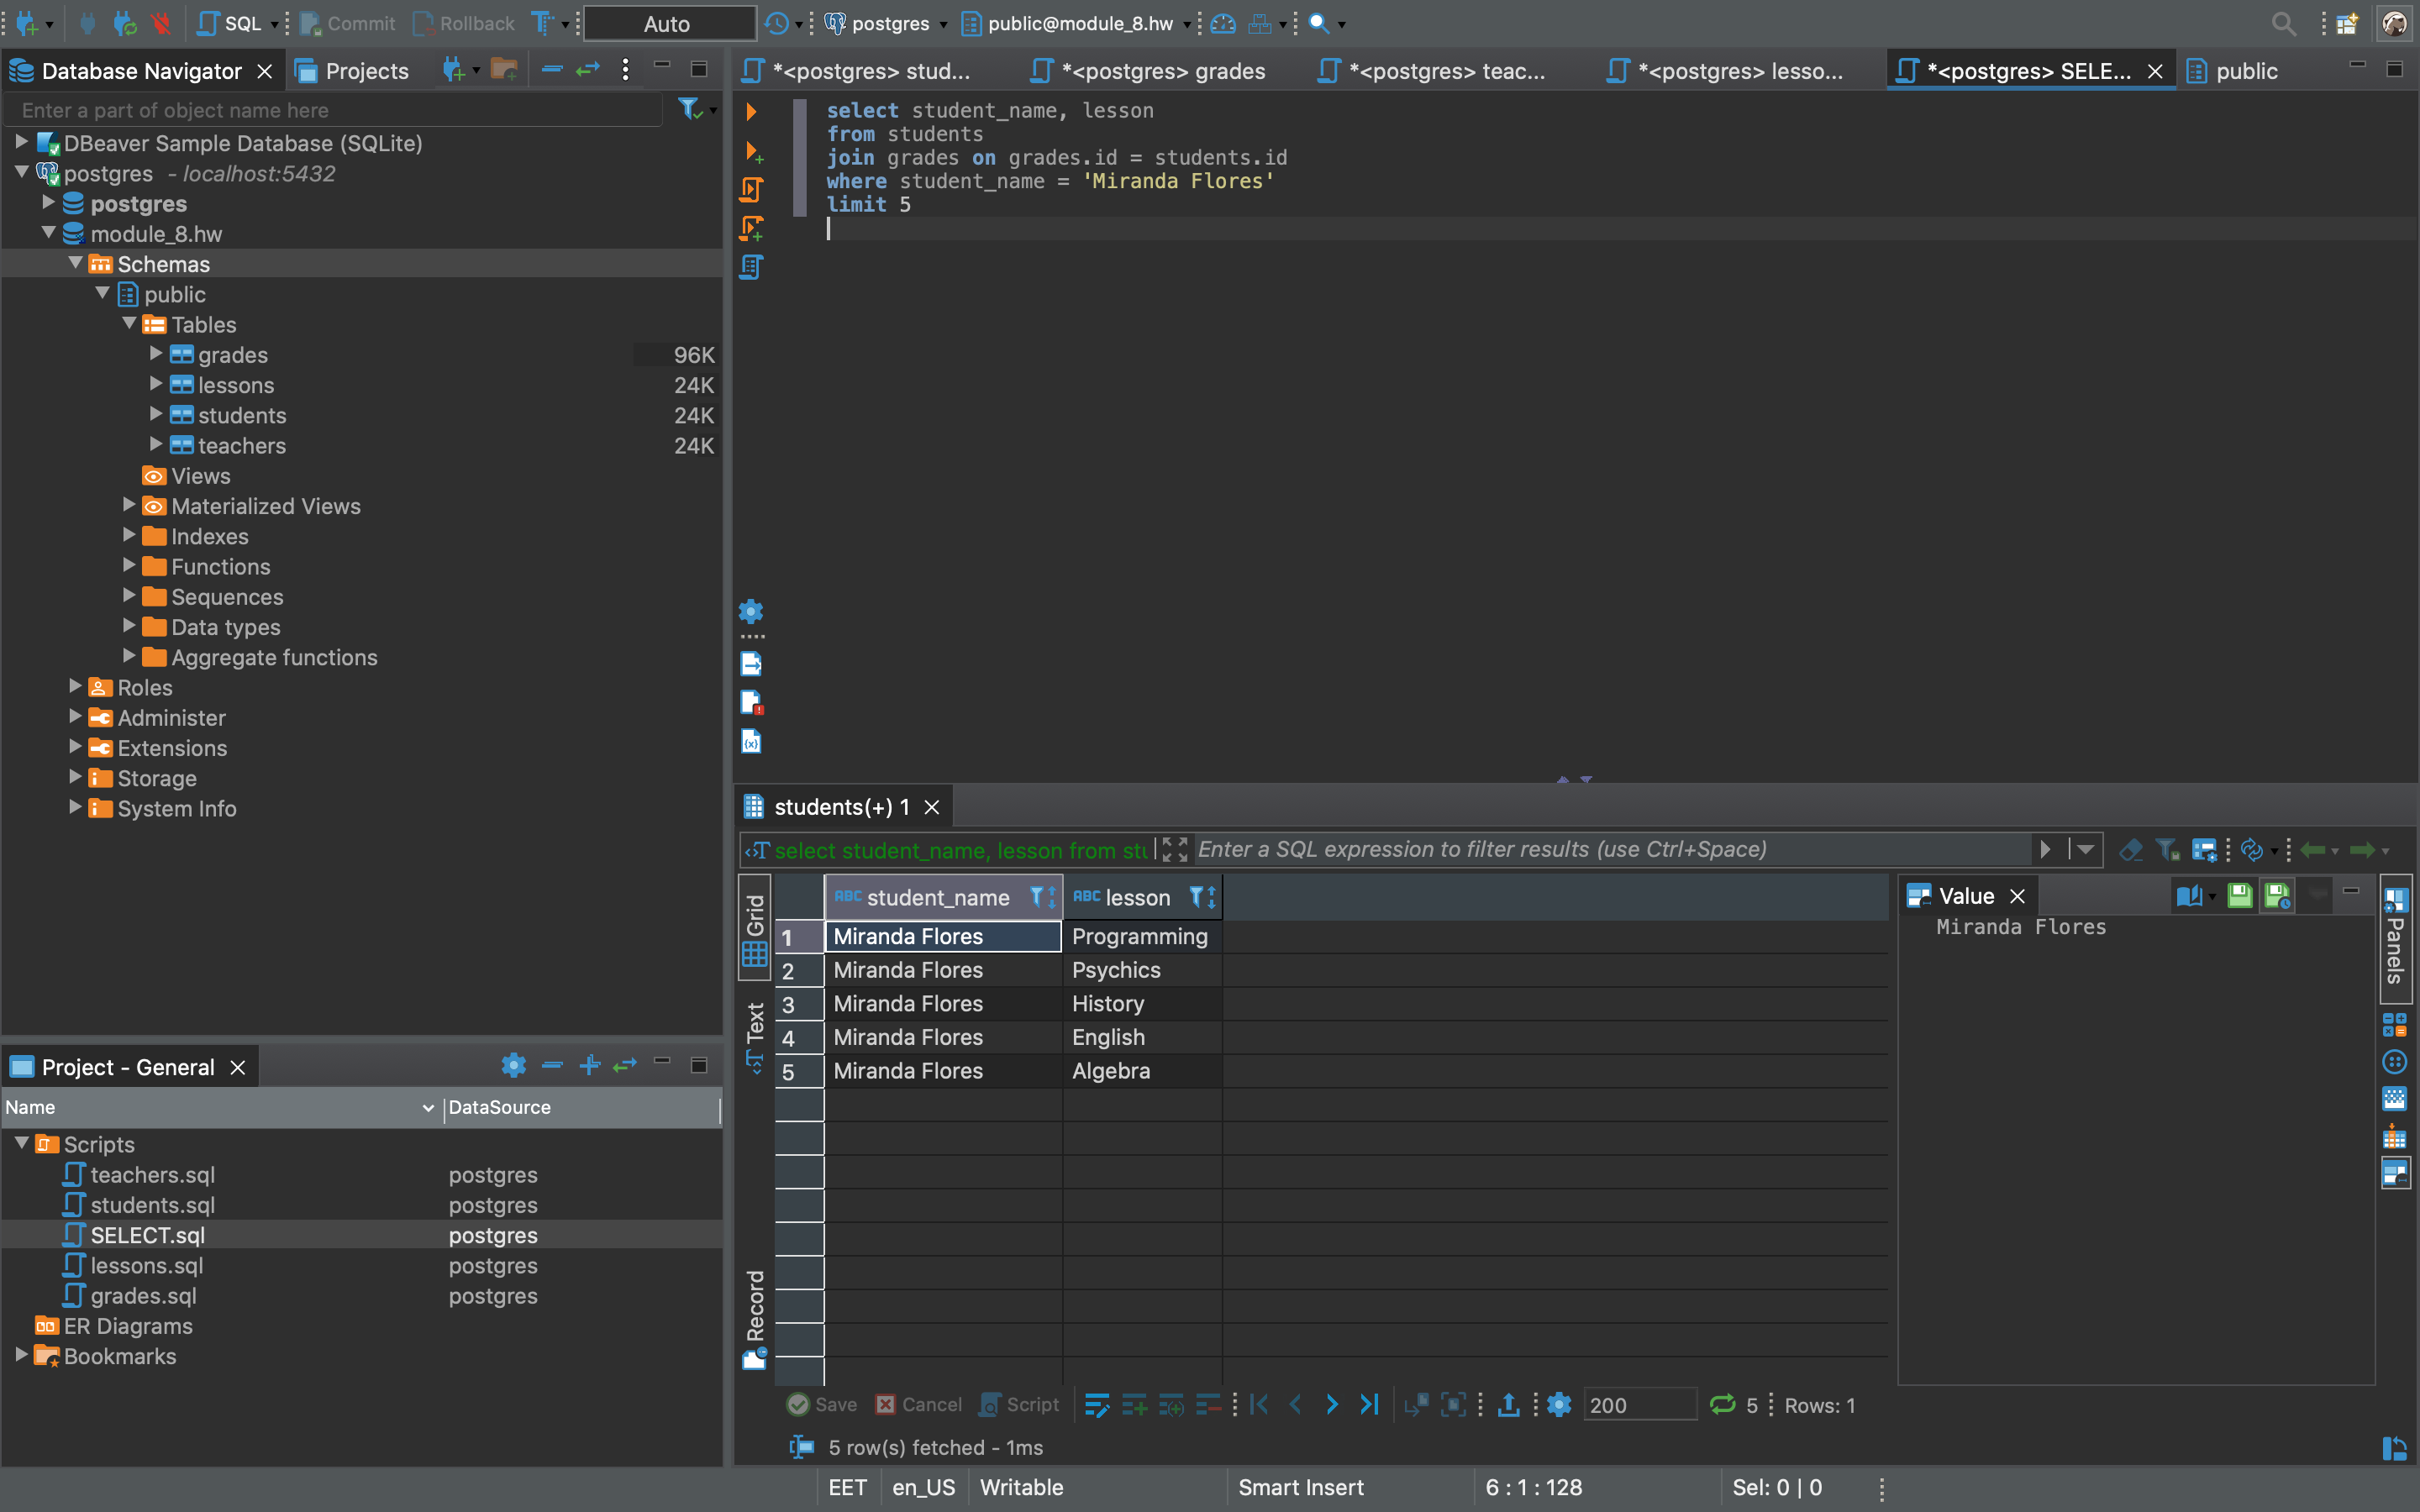 SQL Commit Rollback Auto postgres public@module_8.hw
Database Navigator Projects
Enter a part of object name here
DBeaver Sample Database (SQLite)
postgres - localhost:5432
postgres
module_8.hw
Schemas
public
Tables
grades 96K
lessons 24K
students 24K
teachers 24K
Views
Materialized Views
Indexes
Functions
Sequences
Data types
Aggregate functions
Roles
Administer
Extensions
Storage
System Info
Project - General
Name DataSource
Scripts
teachers.sql postgres
students.sql postgres
SELECT.sql postgres
lessons.sql postgres
grades.sql postgres
ER Diagrams
Bookmarks
*<postgres> stud... *<postgres> grades *<postgres> teac... *<postgres> lesso... *<postgres> SELE... public
select student_name, lesson
from students
join grades on grades.id = students.id
where student_name = 'Miranda Flores'
limit 5
students(+) 1
select student_name, lesson from stu Enter a SQL expression to filter results (use Ctrl+Space)
Grid
Text
Record
ABC student_name ABC lesson
1 Miranda Flores Programming
2 Miranda Flores Psychics
3 Miranda Flores History
4 Miranda Flores English
5 Miranda Flores Algebra
Value
Miranda Flores
Panels
Save Cancel Script 200 5 Rows: 1
5 row(s) fetched - 1ms
EET en_US Writable Smart Insert 6 : 1 : 128 Sel: 0 | 0